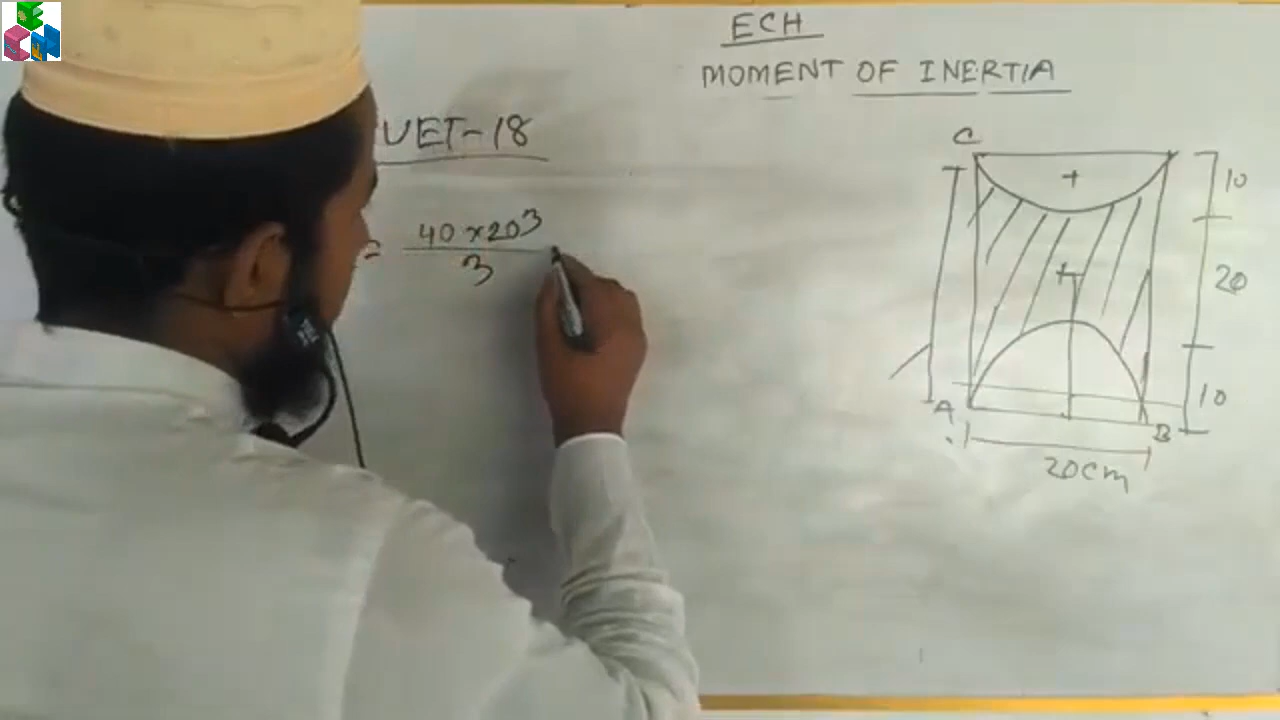 ECH
MOMENT OF INERTIA
UET-18
= 40 x 20³
3
C
10
20
10
A
B
20cm